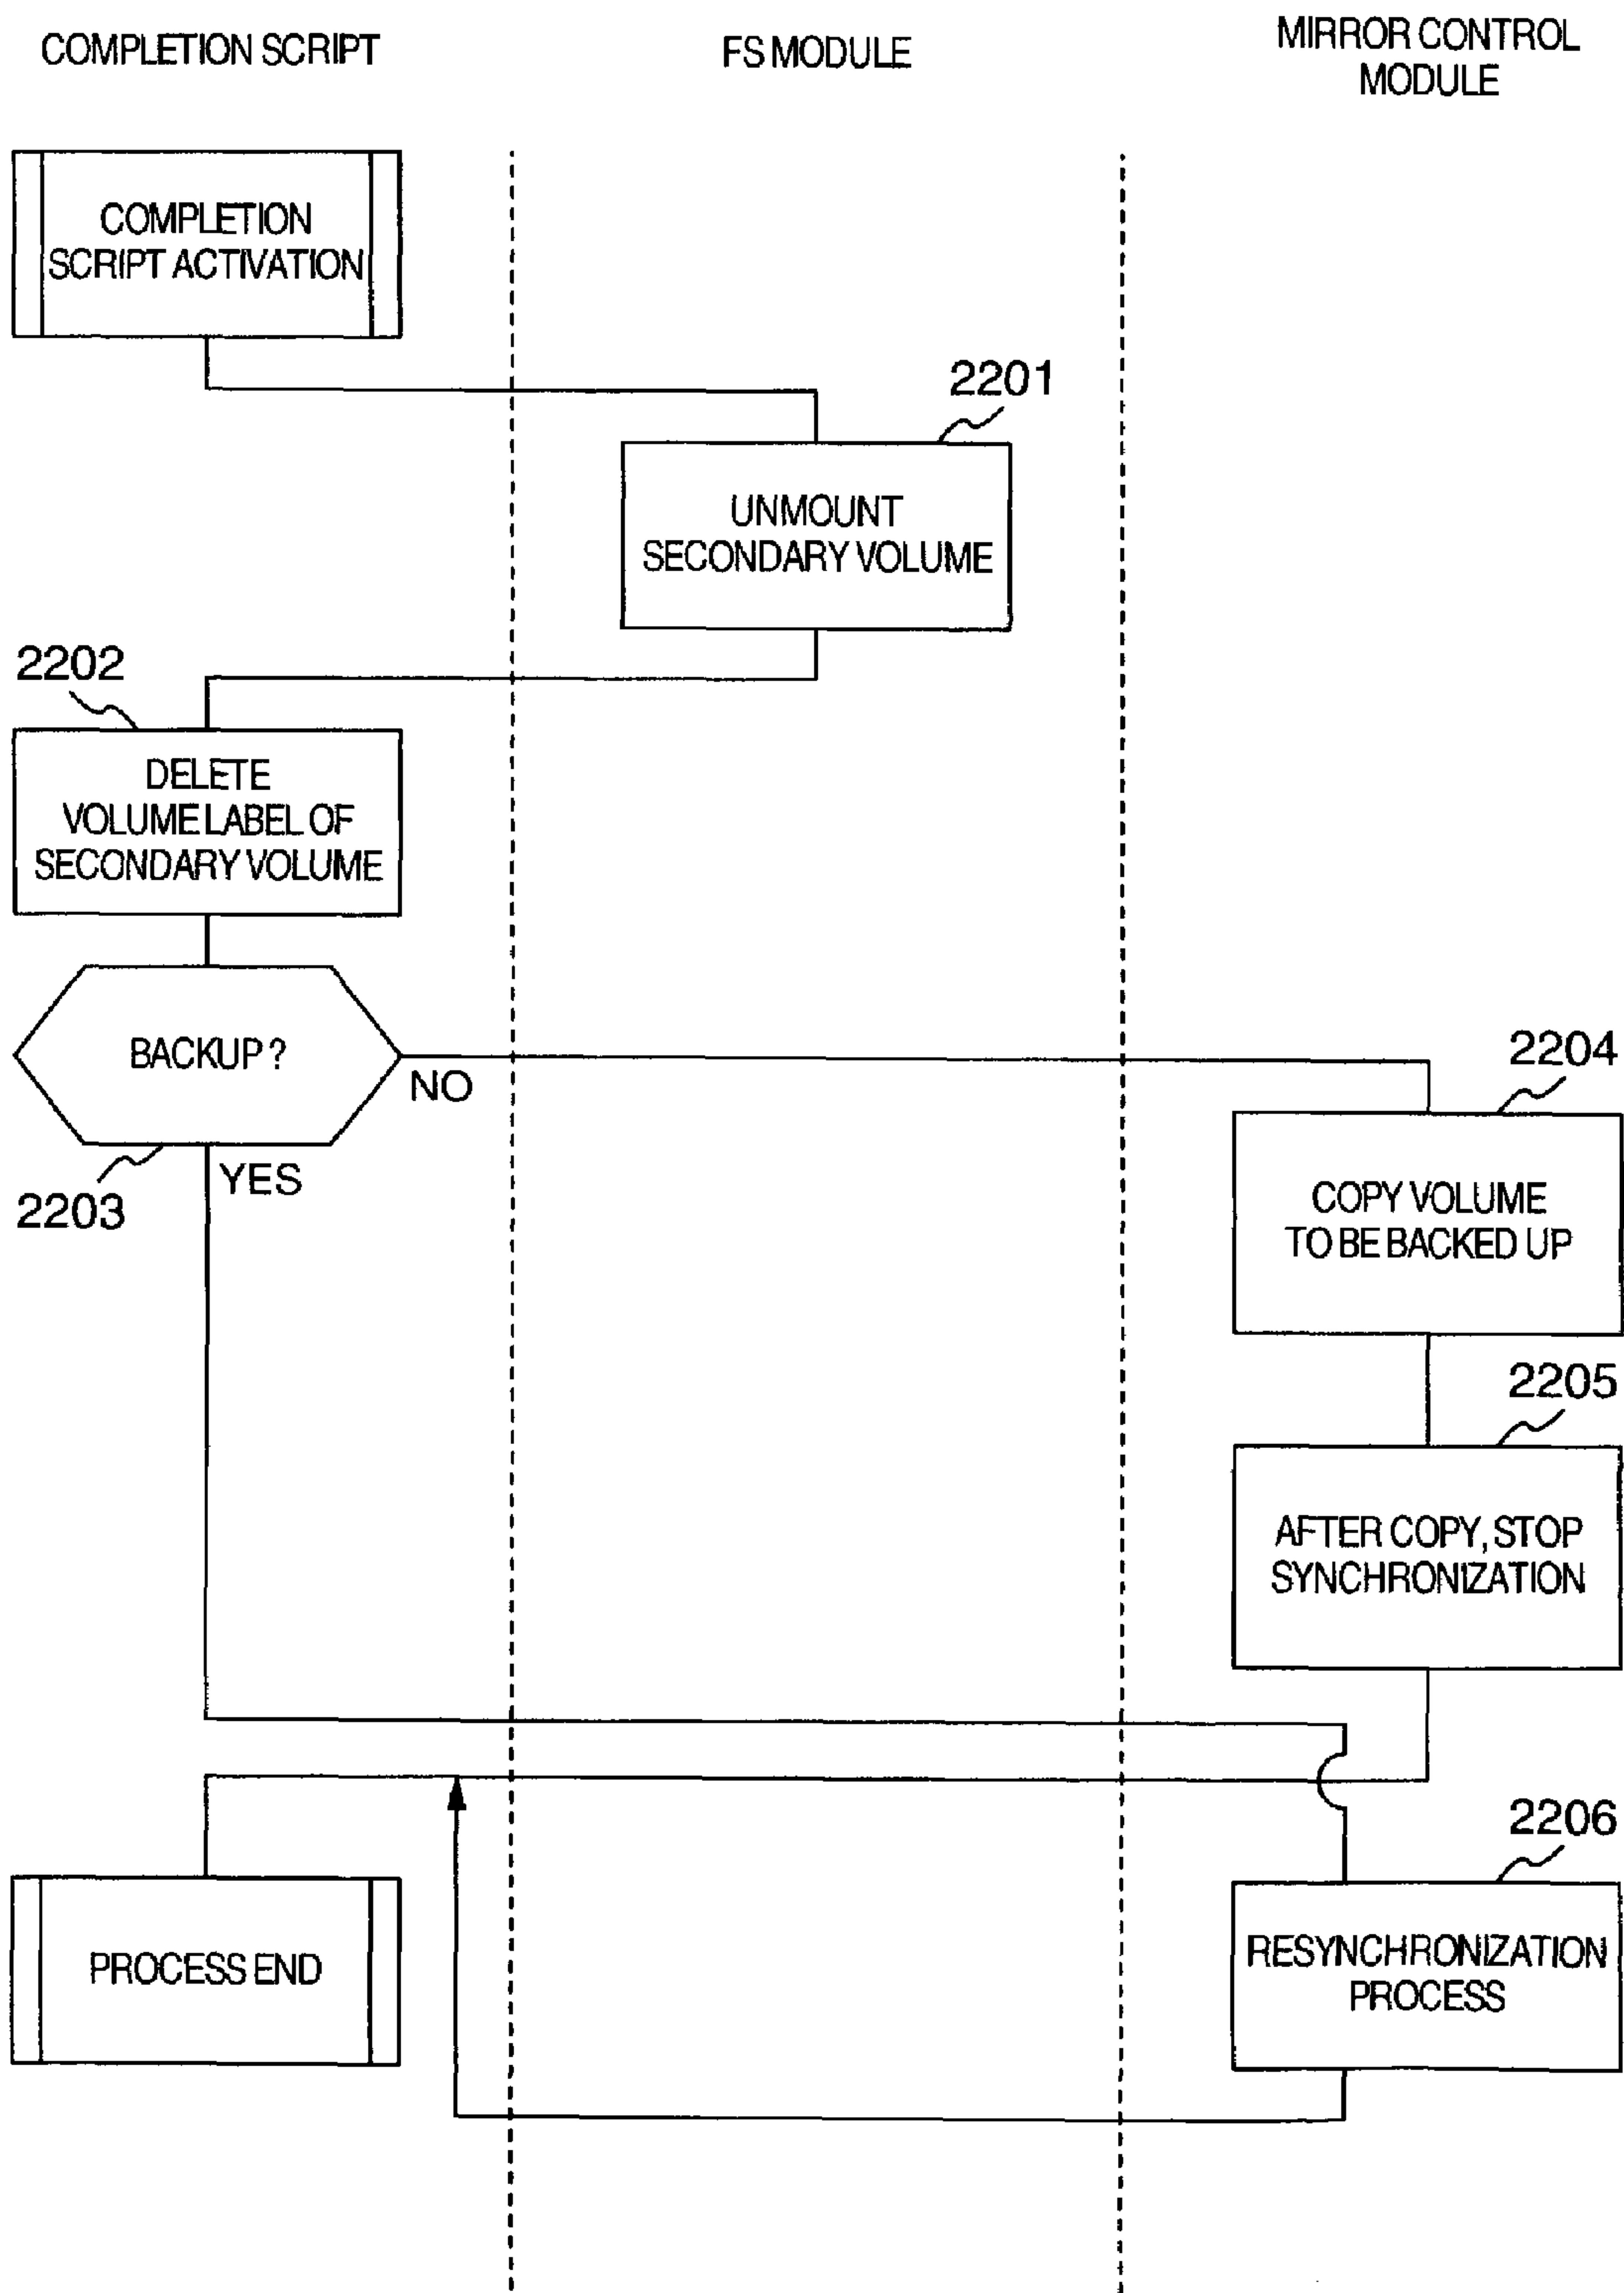 COMPLETION SCRIPT
FS MODULE
MIRROR CONTROL
MODULE
COMPLETION
SCRIPT ACTIVATION
2201
UNMOUNT
SECONDARY VOLUME
2202
DELETE
VOLUME LABEL OF
SECONDARY VOLUME
BACKUP?
NO
YES
2203
2204
COPY VOLUME
TO BE BACKED UP
2205
AFTER COPY, STOP
SYNCHRONIZATION
2206
PROCESS END
RESYNCHRONIZATION
PROCESS